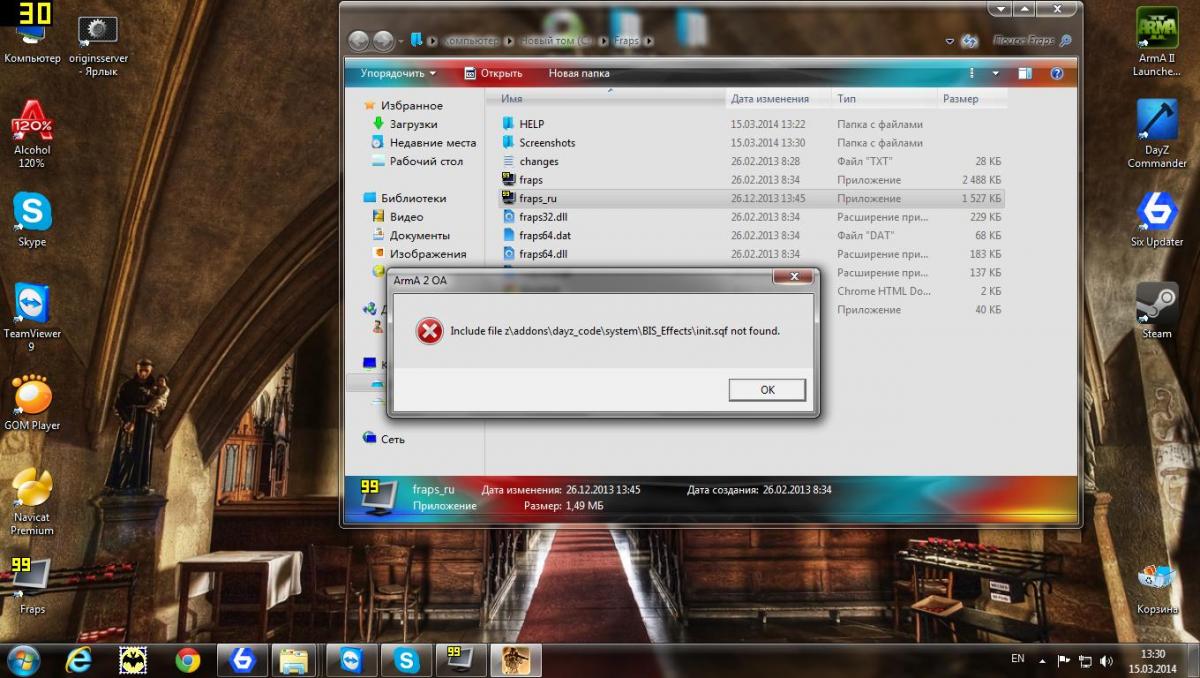 30
Компьютер
originsserver
- Ярлык
Alcohol
120%
Skype
TeamViewer
9
GOM Player
Navicat
Premium
99
Fraps
Компьютер
Новый том (C:
Fraps
Поиск: Fraps
Упорядочить
Открыть
Новая папка
Имя
Дата изменения
Тип
Размер
Избранное
Загрузки
Недавние места
Рабочий стол
Библиотеки
Видео
Документы
Изображения
Сеть
HELP 15.03.2014 13:22 Папка с файлами
Screenshots 15.03.2014 13:30 Папка с файлами
changes 26.02.2013 8:28 Файл "TXT" 28 КБ
fraps 26.02.2013 8:34 Приложение 2 488 КБ
fraps_ru 26.12.2013 13:45 Приложение 1 527 КБ
fraps32.dll 26.02.2013 8:34 Расширение при... 229 КБ
fraps64.dat 26.02.2013 8:34 Файл "DAT" 68 КБ
fraps64.dll 26.02.2013 8:34 Расширение при... 183 КБ
Расширение при... 137 КБ
Chrome HTML Do... 2 КБ
Приложение 40 КБ
ArmA 2 OA
Include file z\addons\dayz_code\system\BIS_Effects\init.sqf not found.
OK
99
fraps_ru Дата изменения: 26.12.2013 13:45 Дата создания: 26.02.2013 8:34
Приложение Размер: 1,49 МБ
ArmA II
Launche...
DayZ
Commander
Six Updater
Steam
Корзина
99
EN
13:30
15.03.2014